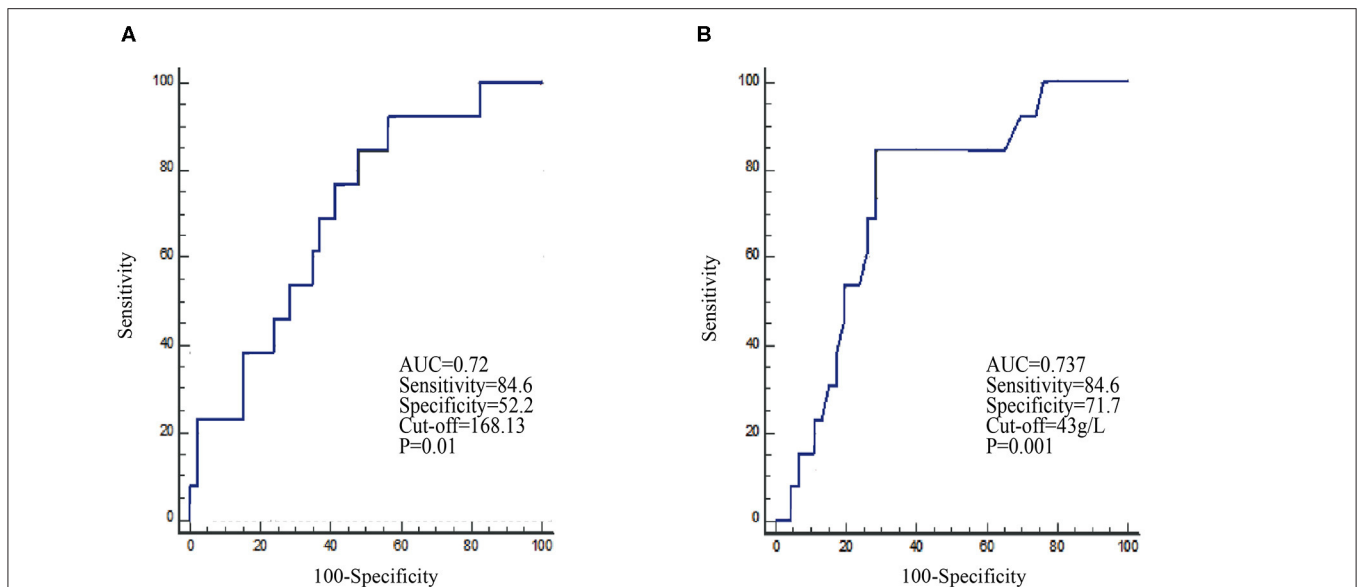 A
100
80
60
40
20
0
Sensitivity
AUC=0.72
Sensitivity=84.6
Specificity=52.2
Cut-off=168.13
P=0.01
0 20 40 60 80 100
100-Specificity
B
100
80
60
40
20
0
Sensitivity
AUC=0.737
Sensitivity=84.6
Specificity=71.7
Cut-off=43g/L
P=0.001
0 20 40 60 80 100
100-Specificity